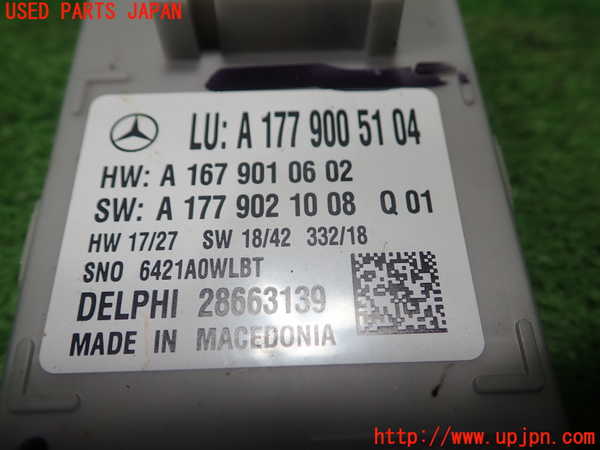 USED PARTS JAPAN
LU: A 177 900 51 04
HW: A 167 901 06 02
SW: A 177 902 10 08 Q 01
HW 17/27 SW 18/42 332/18
SNO 6421A0WLBT
DELPHI 28663139
MADE IN MACEDONIA
http://www.upjpn.com/